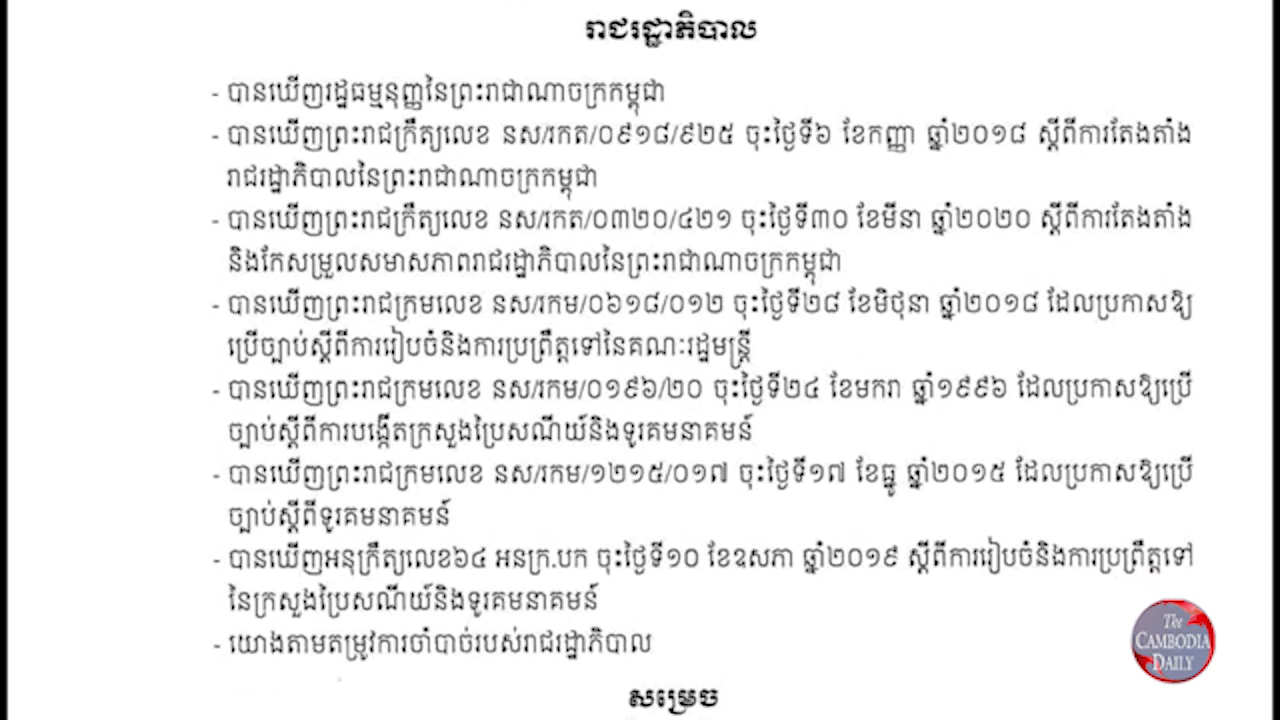 រាជរដ្ឋាភិបាល
- បានឃើញរដ្ឋធម្មនុញ្ញនៃព្រះរាជាណាចក្រកម្ពុជា
- បានឃើញព្រះរាជក្រឹត្យលេខ នស/រកត/០៩១៨/៩២៥ ចុះថ្ងៃទី៦ ខែកញ្ញា ឆ្នាំ២០១៨ ស្តីពីការតែងតាំង
រាជរដ្ឋាភិបាលនៃព្រះរាជាណាចក្រកម្ពុជា
- បានឃើញព្រះរាជក្រឹត្យលេខ នស/រកត/០៣២០/៤២១ ចុះថ្ងៃទី៣០ ខែមីនា ឆ្នាំ២០២០ ស្តីពីការតែងតាំង
និងកែសម្រួលសមាសភាពរាជរដ្ឋាភិបាលនៃព្រះរាជាណាចក្រកម្ពុជា
- បានឃើញព្រះរាជក្រមលេខ នស/រកម/០៦១៨/០១២ ចុះថ្ងៃទី២៨ ខែមិថុនា ឆ្នាំ២០១៨ ដែលប្រកាសឱ្យ
ប្រើច្បាប់ស្តីពីការរៀបចំនិងការប្រព្រឹត្តទៅនៃគណៈរដ្ឋមន្ត្រី
- បានឃើញព្រះរាជក្រមលេខ នស/រកម/០១៩៦/២០ ចុះថ្ងៃទី២៤ ខែមករា ឆ្នាំ១៩៩៦ ដែលប្រកាសឱ្យប្រើ
ច្បាប់ស្តីពីការបង្កើតក្រសួងប្រៃសណីយ៍និងទូរគមនាគមន៍
- បានឃើញព្រះរាជក្រមលេខ នស/រកម/១២១៥/០១៧ ចុះថ្ងៃទី១៧ ខែធ្នូ ឆ្នាំ២០១៥ ដែលប្រកាសឱ្យប្រើ
ច្បាប់ស្តីពីទូរគមនាគមន៍
- បានឃើញអនុក្រឹត្យលេខ៦៤ អនក្រ.បក ចុះថ្ងៃទី១០ ខែឧសភា ឆ្នាំ២០១៩ ស្តីពីការរៀបចំនិងការប្រព្រឹត្តទៅ
នៃក្រសួងប្រៃសណីយ៍និងទូរគមនាគមន៍
- យោងតាមតម្រូវការចាំបាច់របស់រាជរដ្ឋាភិបាល
The
CAMBODIA
DAILY
សម្រេច